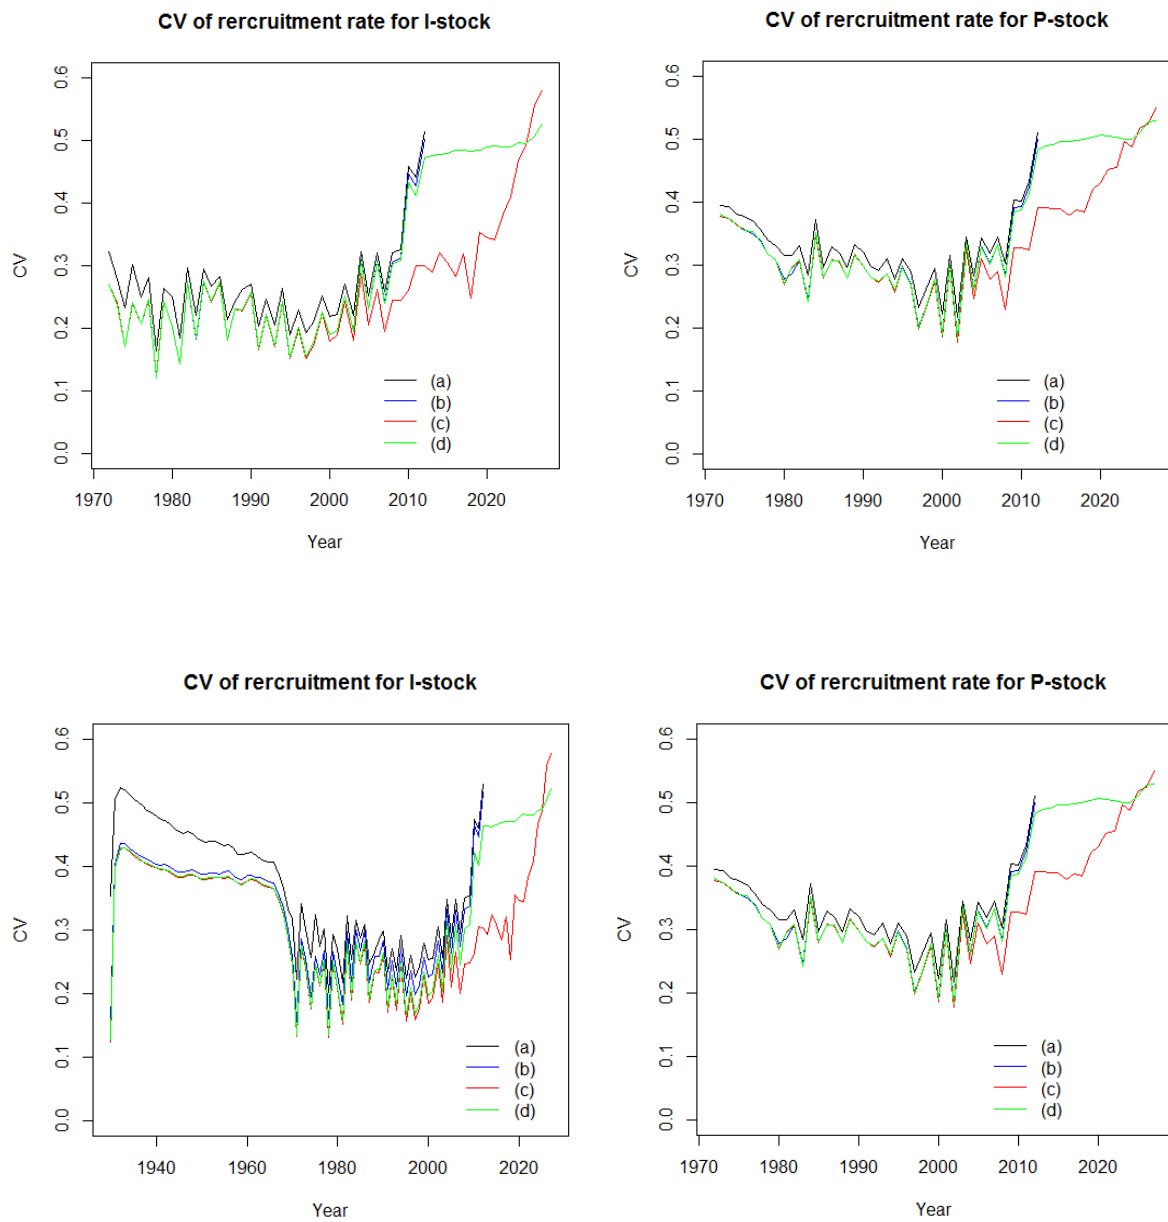 CV of rercruitment rate for I-stock
CV
0.0 0.1 0.2 0.3 0.4 0.5 0.6
(a)
(b)
(c)
(d)
1970 1980 1990 2000 2010 2020
Year
CV of rercruitment rate for P-stock
CV
0.0 0.1 0.2 0.3 0.4 0.5 0.6
(a)
(b)
(c)
(d)
1970 1980 1990 2000 2010 2020
Year
CV of rercruitment for I-stock
CV
0.0 0.1 0.2 0.3 0.4 0.5 0.6
(a)
(b)
(c)
(d)
1940 1960 1980 2000 2020
Year
CV of rercruitment rate for P-stock
CV
0.0 0.1 0.2 0.3 0.4 0.5 0.6
(a)
(b)
(c)
(d)
1970 1980 1990 2000 2010 2020
Year